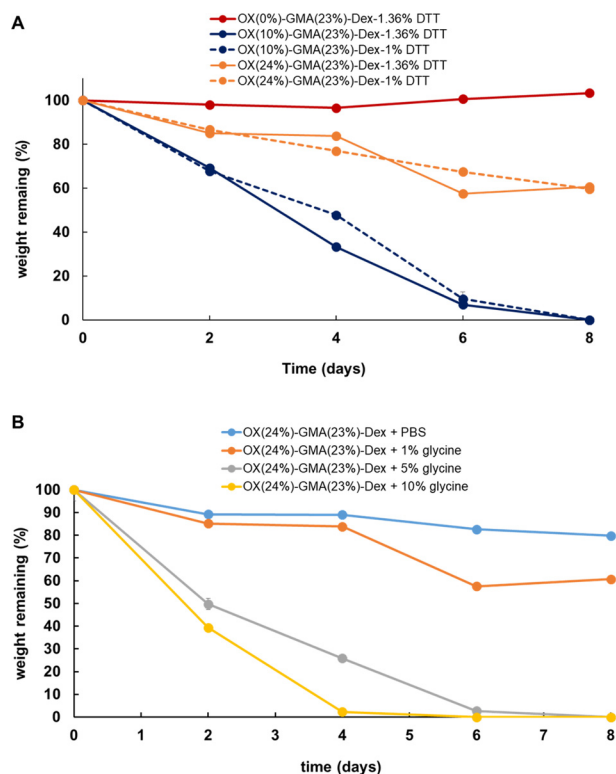 A
OX(0%)-GMA(23%)-Dex-1.36% DTT
OX(10%)-GMA(23%)-Dex-1.36% DTT
OX(10%)-GMA(23%)-Dex-1% DTT
OX(24%)-GMA(23%)-Dex-1.36% DTT
OX(24%)-GMA(23%)-Dex-1% DTT
weight remaing (%)
100
80
60
40
20
0
0 2 4 6 8
Time (days)
B
OX(24%)-GMA(23%)-Dex + PBS
OX(24%)-GMA(23%)-Dex + 1% glycine
OX(24%)-GMA(23%)-Dex + 5% glycine
OX(24%)-GMA(23%)-Dex + 10% glycine
weight remaining (%)
100
90
80
70
60
50
40
30
20
10
0
0 1 2 3 4 5 6 7 8
time (days)